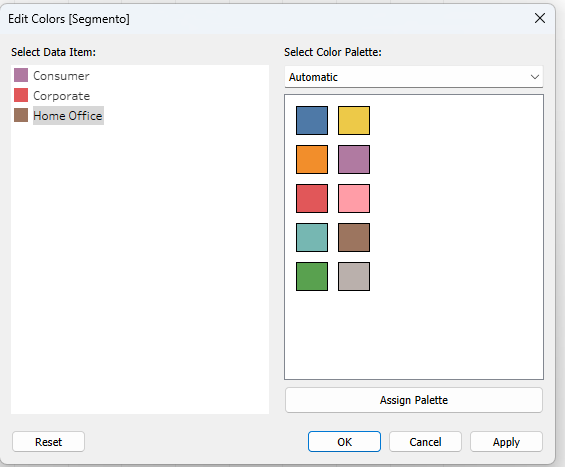 Edit Colors [Segmento]
Select Data Item:
Consumer
Corporate
Home Office
Select Color Palette:
Automatic
Assign Palette
Reset
OK
Cancel
Apply